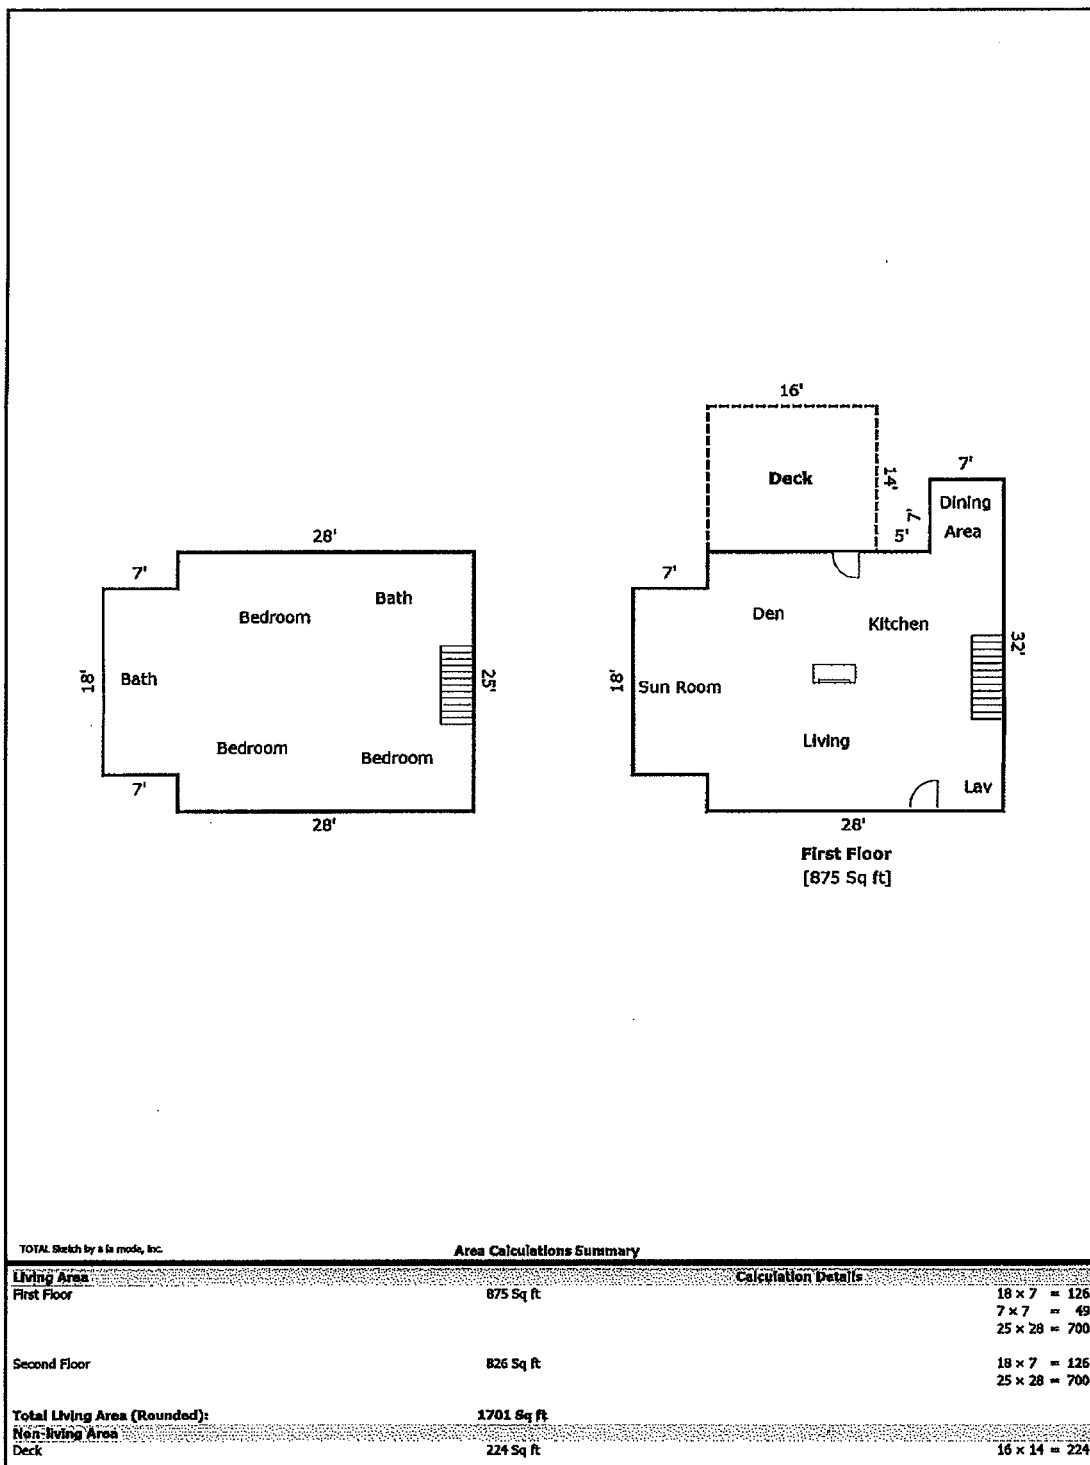 16'
Deck
14'
7'
7'
5'
Dining
Area
28'
7'
Bedroom
Bath
18'
Bath
25'
Bedroom
Bedroom
7'
28'
7'
Den
Kitchen
32'
18'
Sun Room
Living
Lav
28'
First Floor
[875 Sq ft]
TOTAL Sketch by a la mode, inc.
Area Calculations Summary
Living Area Calculation Details
First Floor 875 Sq ft 18 × 7 = 126
7 × 7 = 49
25 × 28 = 700
Second Floor 826 Sq ft 18 × 7 = 126
25 × 28 = 700
Total Living Area (Rounded): 1701 Sq ft
Non-living Area
Deck 224 Sq ft 16 × 14 = 224